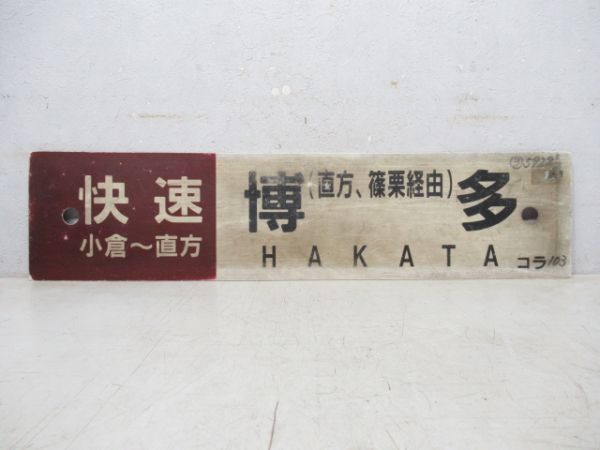 快速
小倉〜直方
博(直方、篠栗経由)多
HAKATA
コラ103